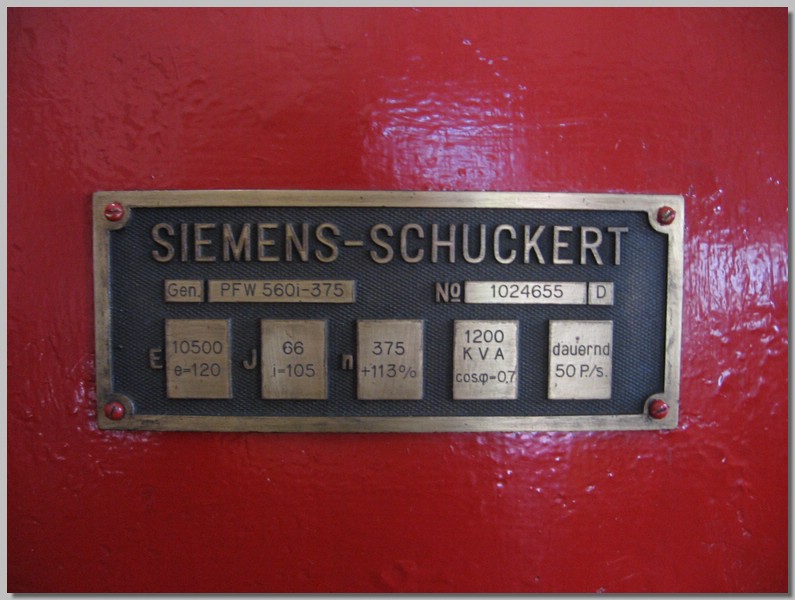 SIEMENS-SCHUCKERT
Gen. PFW 560i-375 No 1024655 D
E 10500 e=120
J 66 i=105
n 375 +113%
1200 KVA cosφ=0,7
dauernd 50 P./s.